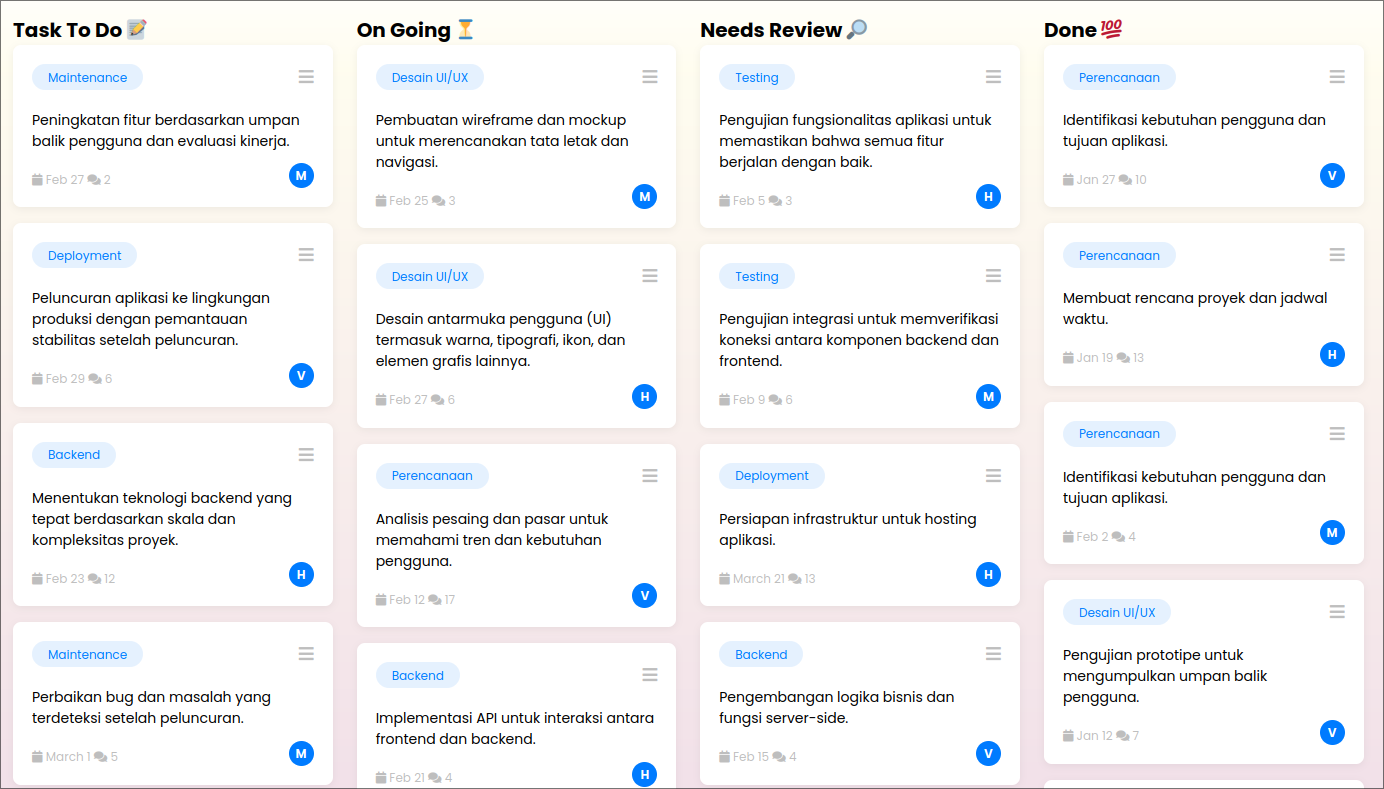 Task To Do 📝
Maintenance
Peningkatan fitur berdasarkan umpan
balik pengguna dan evaluasi kinerja.
Feb 27 2
M
Deployment
Peluncuran aplikasi ke lingkungan
produksi dengan pemantauan
stabilitas setelah peluncuran.
Feb 29 6
V
Backend
Menentukan teknologi backend yang
tepat berdasarkan skala dan
kompleksitas proyek.
Feb 23 12
H
Maintenance
Perbaikan bug dan masalah yang
terdeteksi setelah peluncuran.
March 1 5
M
On Going ⏳
Desain UI/UX
Pembuatan wireframe dan mockup
untuk merencanakan tata letak dan
navigasi.
Feb 25 3
M
Desain UI/UX
Desain antarmuka pengguna (UI)
termasuk warna, tipografi, ikon, dan
elemen grafis lainnya.
Feb 27 6
H
Perencanaan
Analisis pesaing dan pasar untuk
memahami tren dan kebutuhan
pengguna.
Feb 12 17
V
Backend
Implementasi API untuk interaksi antara
frontend dan backend.
Feb 21 4
H
Needs Review 🔎
Testing
Pengujian fungsionalitas aplikasi untuk
memastikan bahwa semua fitur
berjalan dengan baik.
Feb 5 3
H
Testing
Pengujian integrasi untuk memverifikasi
koneksi antara komponen backend dan
frontend.
Feb 9 6
M
Deployment
Persiapan infrastruktur untuk hosting
aplikasi.
March 21 13
H
Backend
Pengembangan logika bisnis dan
fungsi server-side.
Feb 15 4
V
Done 💯
Perencanaan
Identifikasi kebutuhan pengguna dan
tujuan aplikasi.
Jan 27 10
V
Perencanaan
Membuat rencana proyek dan jadwal
waktu.
Jan 19 13
H
Perencanaan
Identifikasi kebutuhan pengguna dan
tujuan aplikasi.
Feb 2 4
M
Desain UI/UX
Pengujian prototipe untuk
mengumpulkan umpan balik
pengguna.
Jan 12 7
V